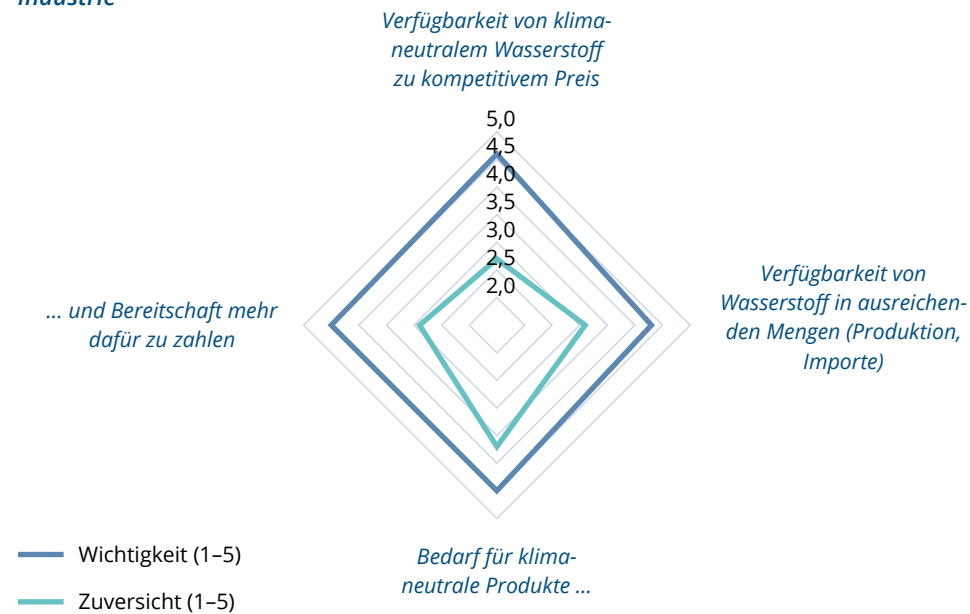 Industrie
Verfügbarkeit von klima-
neutralem Wasserstoff
zu kompetitivem Preis
5,0
4,5
4,0
3,5
3,0
2,5
2,0
... und Bereitschaft mehr
dafür zu zahlen
Verfügbarkeit von
Wasserstoff in ausreichen-
den Mengen (Produktion,
Importe)
Bedarf für klima-
neutrale Produkte ...
Wichtigkeit (1–5)
Zuversicht (1–5)